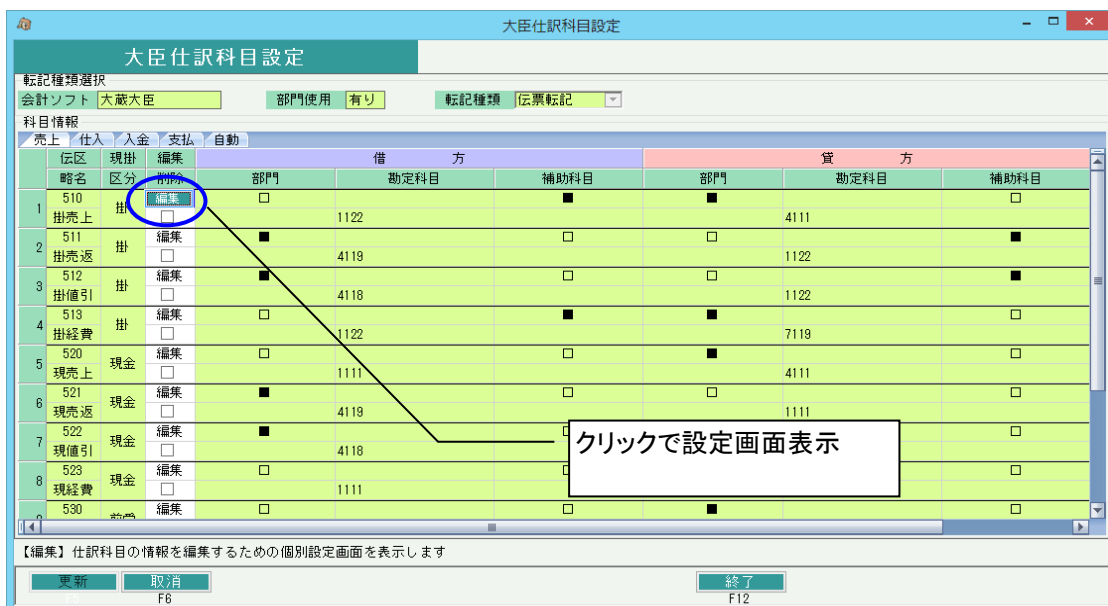 大臣仕訳科目設定
大臣仕訳科目設定
転記種類選択
会計ソフト 大蔵大臣 部門使用 有り 転記種類 伝票転記
科目情報
売上 仕入 入金 支払 自動
伝区 現掛 編集 借 方 貸 方
略名 区分 削除 部門 勘定科目 補助科目 部門 勘定科目 補助科目
1 510 掛 編集 □ ■ ■ □
掛売上 □ 1122 4111
2 511 掛 編集 ■ □ □ ■
掛売返 □ 4119 1122
3 512 掛 編集 ■ □ □ ■
掛値引 □ 4118 1122
4 513 掛 編集 □ ■ ■ □
掛経費 □ 1122 7119
5 520 現金 編集 □ □ ■ □
現売上 □ 1111 4111
6 521 現金 編集 ■ □ □ □
現売返 □ 4119 1111
7 522 現金 編集 ■ □
現値引 □ 4118
8 523 現金 編集 □ □
現経費 □ 1111
530 編集 □ □ ■ □
クリックで設定画面表示
【編集】仕訳科目の情報を編集するための個別設定画面を表示します
更新 取消 終了
F5 F6 F12